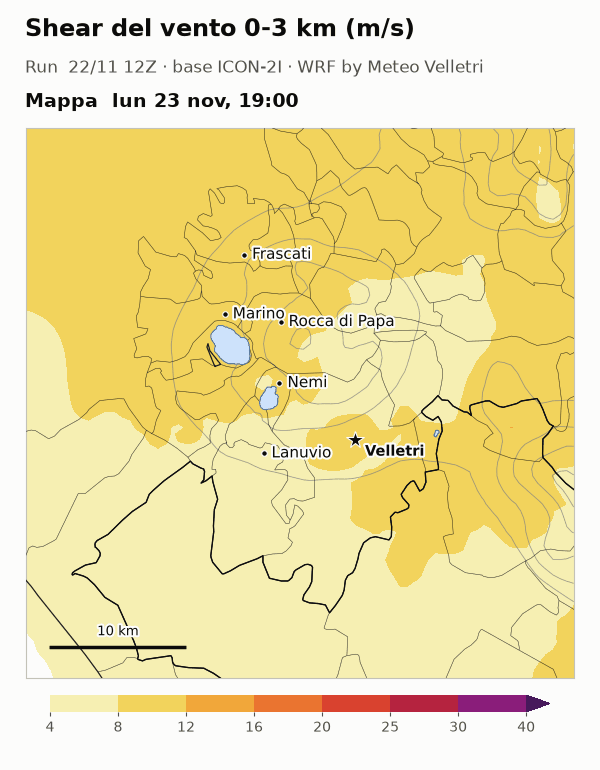 Shear del vento 0-3 km (m/s)
Run 22/11 12Z · base ICON-2I · WRF by Meteo Velletri
Mappa lun 23 nov, 19:00
Frascati
Marino
Rocca di Papa
Nemi
Velletri
Lanuvio
10 km
4 8 12 16 20 25 30 40